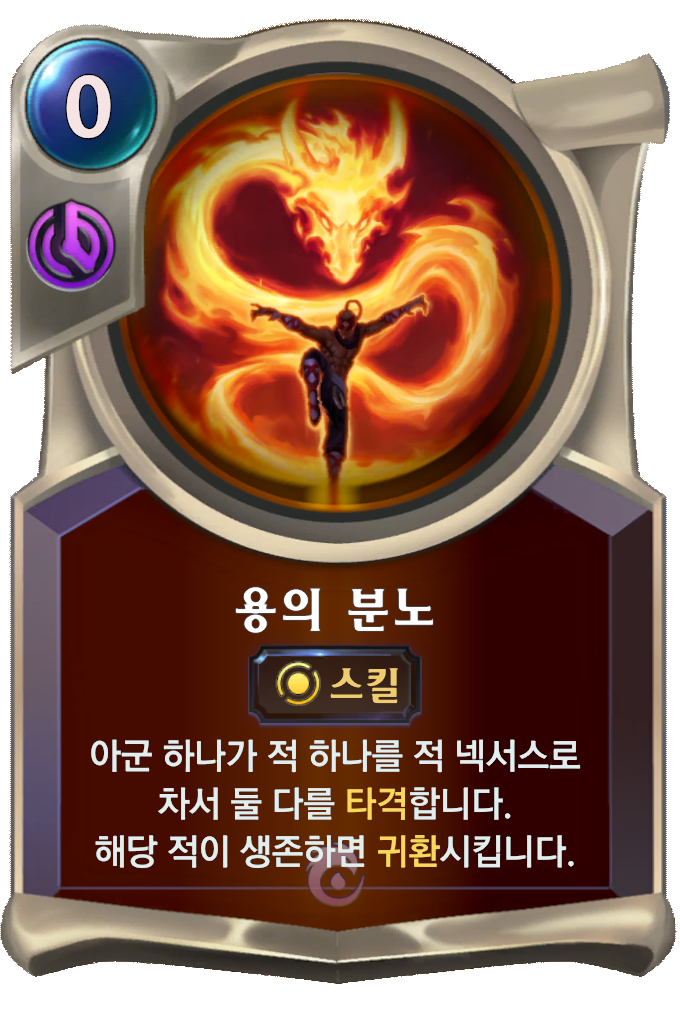 0
용의 분노
스킬
아군 하나가 적 하나를 적 넥서스로
차서 둘 다를 타격합니다.
해당 적이 생존하면 귀환시킵니다.